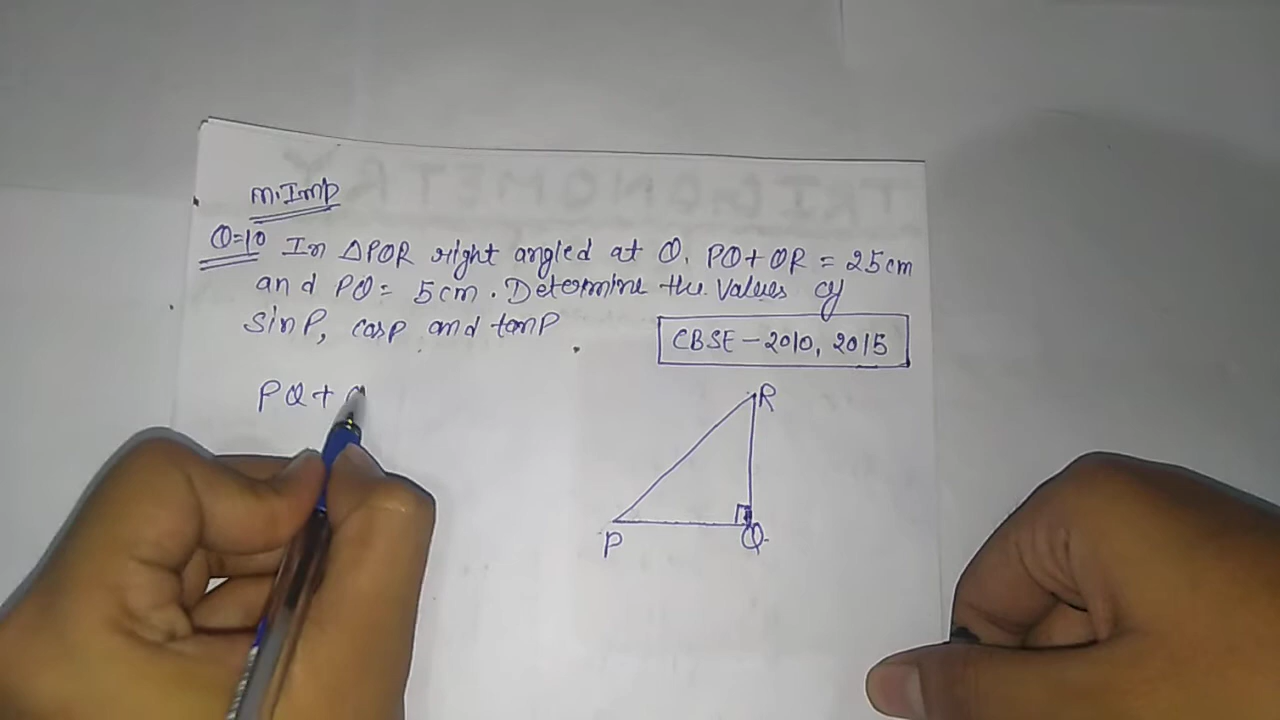 TRIGONOMETRY
M.Imp
Q=10 In ΔPQR right angled at Q, PQ+QR = 25cm
and PQ = 5cm. Determine the Values of
sinP, cosP and tanP
CBSE – 2010, 2015
PQ +
R
P
Q